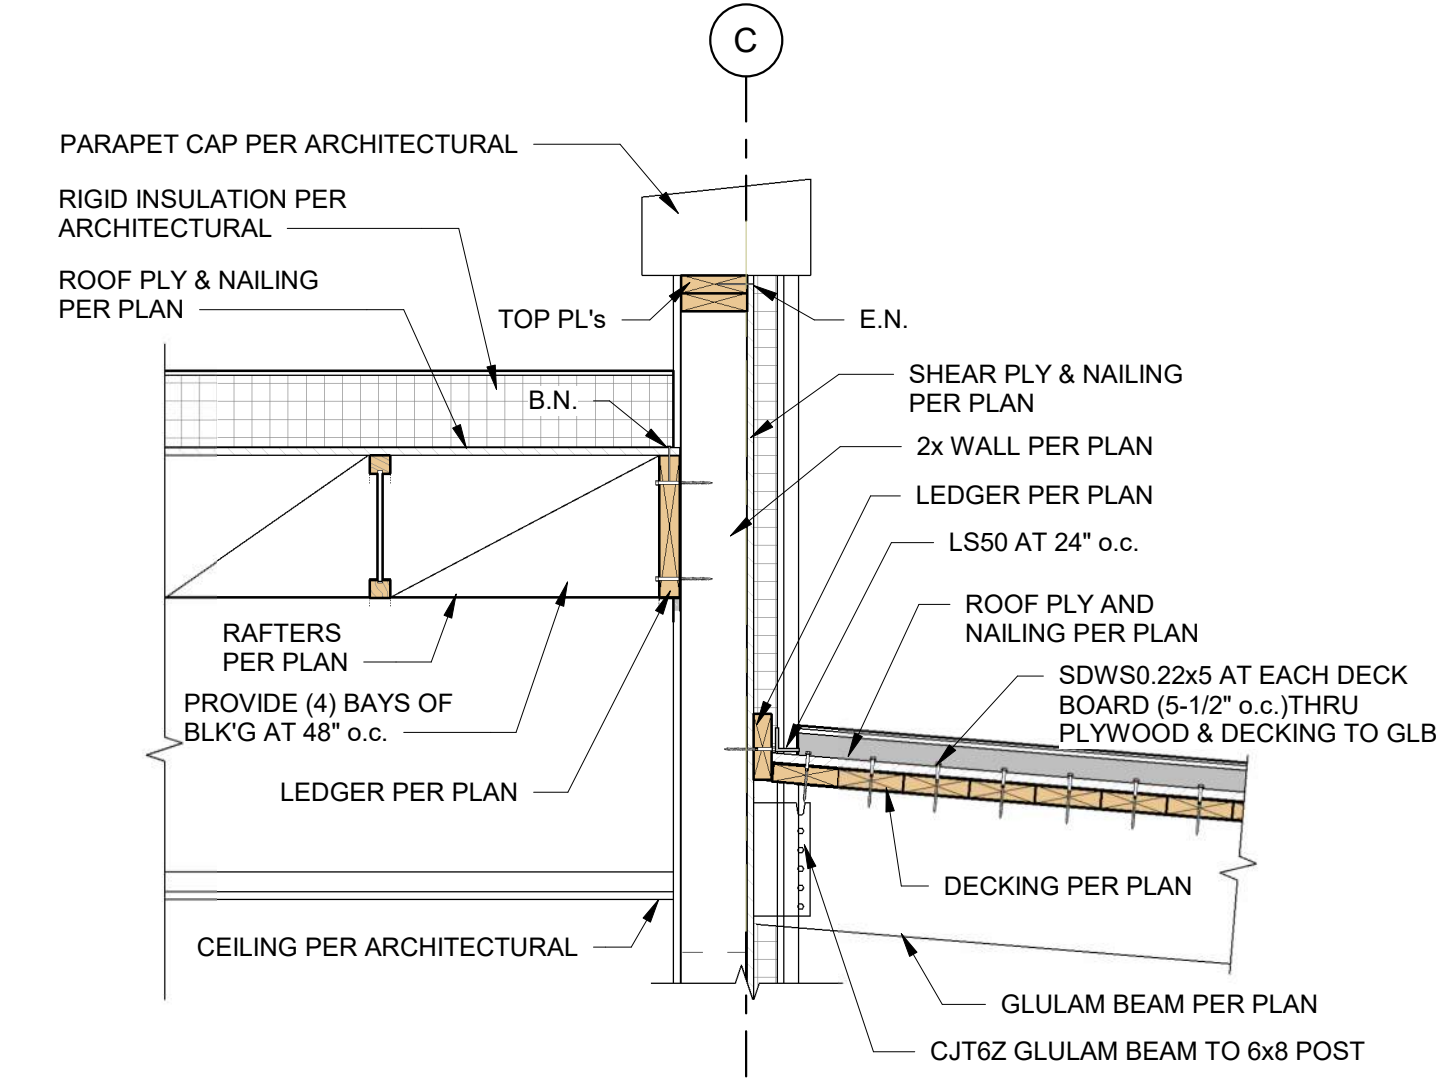 C
PARAPET CAP PER ARCHITECTURAL
RIGID INSULATION PER
ARCHITECTURAL
ROOF PLY & NAILING
PER PLAN
TOP PL's
E.N.
B.N.
SHEAR PLY & NAILING
PER PLAN
2x WALL PER PLAN
LEDGER PER PLAN
LS50 AT 24" o.c.
ROOF PLY AND
NAILING PER PLAN
RAFTERS
PER PLAN
SDWS0.22x5 AT EACH DECK
BOARD (5-1/2" o.c.)THRU
PLYWOOD & DECKING TO GLB
PROVIDE (4) BAYS OF
BLK'G AT 48" o.c.
LEDGER PER PLAN
DECKING PER PLAN
CEILING PER ARCHITECTURAL
GLULAM BEAM PER PLAN
CJT6Z GLULAM BEAM TO 6x8 POST